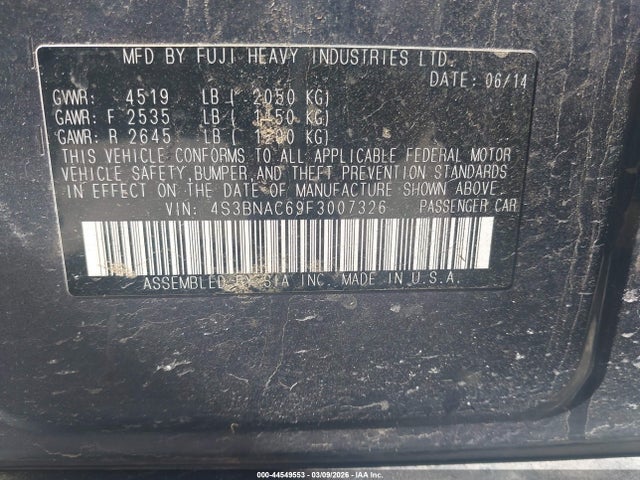 MFD BY FUJI HEAVY INDUSTRIES LTD.
DATE: 06/14
GVWR: 4519 LB ( 2050 KG)
GAWR: F 2535 LB ( 1150 KG)
GAWR: R 2645 LB ( 1200 KG)
THIS VEHICLE CONFORMS TO ALL APPLICABLE FEDERAL MOTOR
VEHICLE SAFETY, BUMPER, AND THEFT PREVENTION STANDARDS
IN EFFECT ON THE DATE OF MANUFACTURE SHOWN ABOVE.
VIN: 4S3BNAC69F3007326 PASSENGER CAR
ASSEMBLED BY SIA INC. MADE IN U.S.A.
000-44549553 - 03/09/2026 - IAA, Inc.